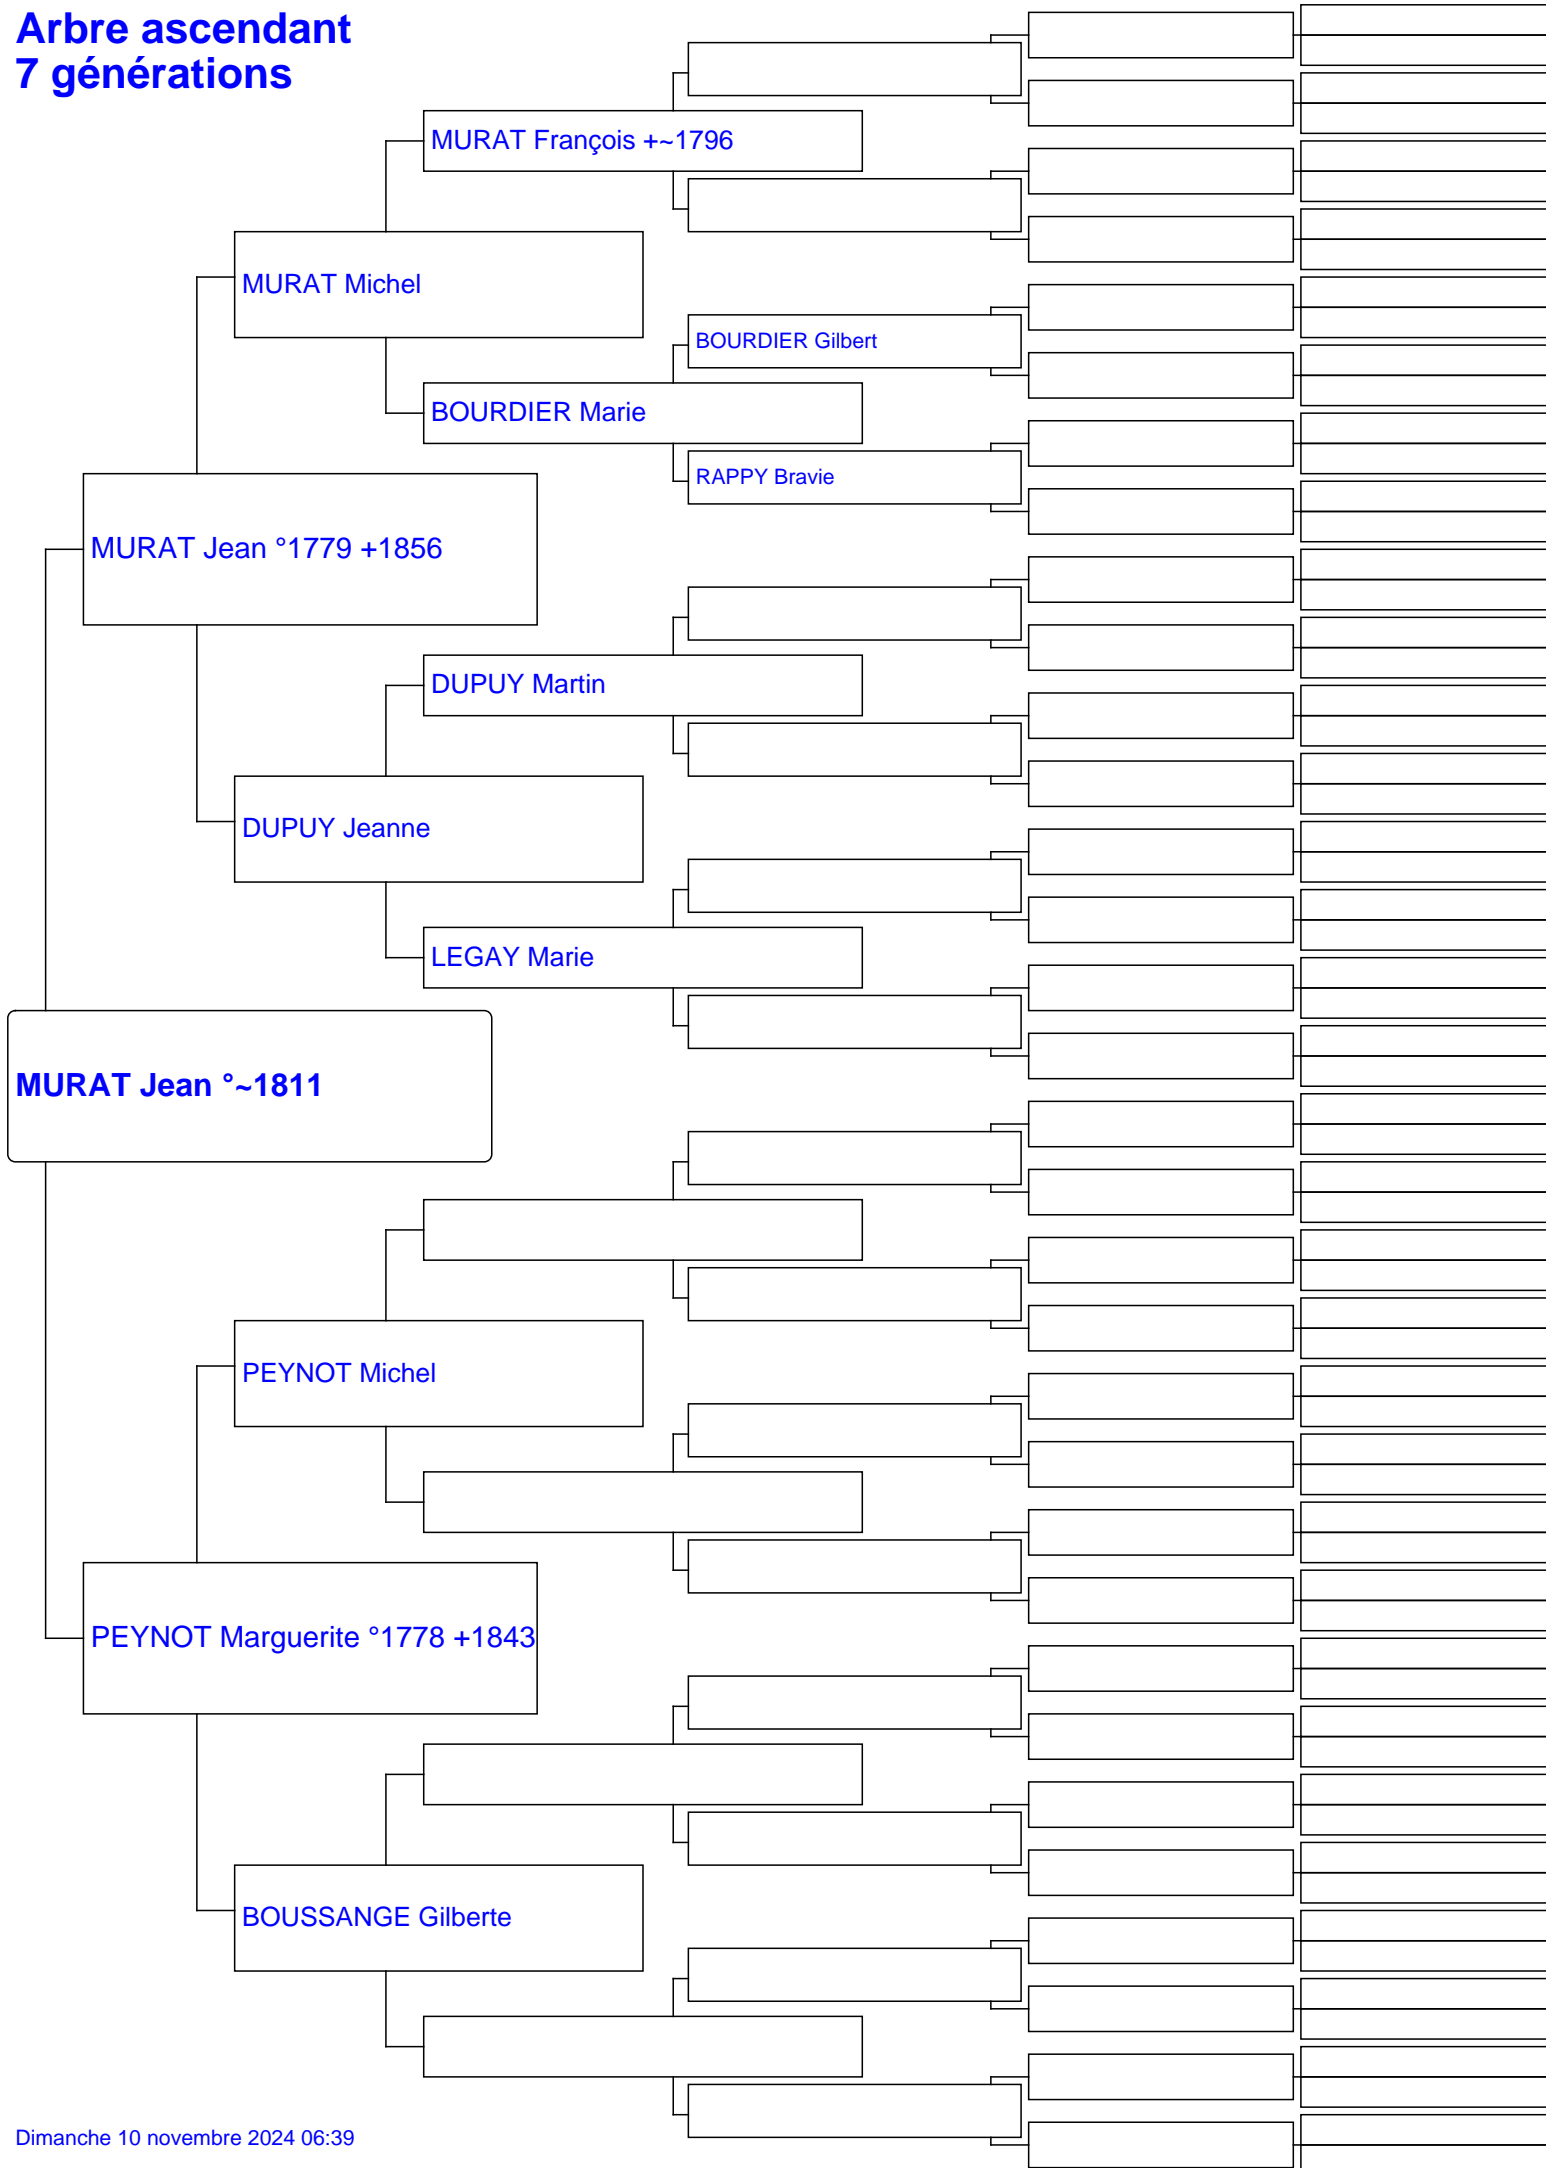 Arbre ascendant
7 générations
MURAT François +~1796
MURAT Michel
BOURDIER Gilbert
BOURDIER Marie
RAPPY Bravie
MURAT Jean °1779 +1856
DUPUY Martin
DUPUY Jeanne
LEGAY Marie
MURAT Jean °~1811
PEYNOT Michel
PEYNOT Marguerite °1778 +1843
BOUSSANGE Gilberte
Dimanche 10 novembre 2024 06:39